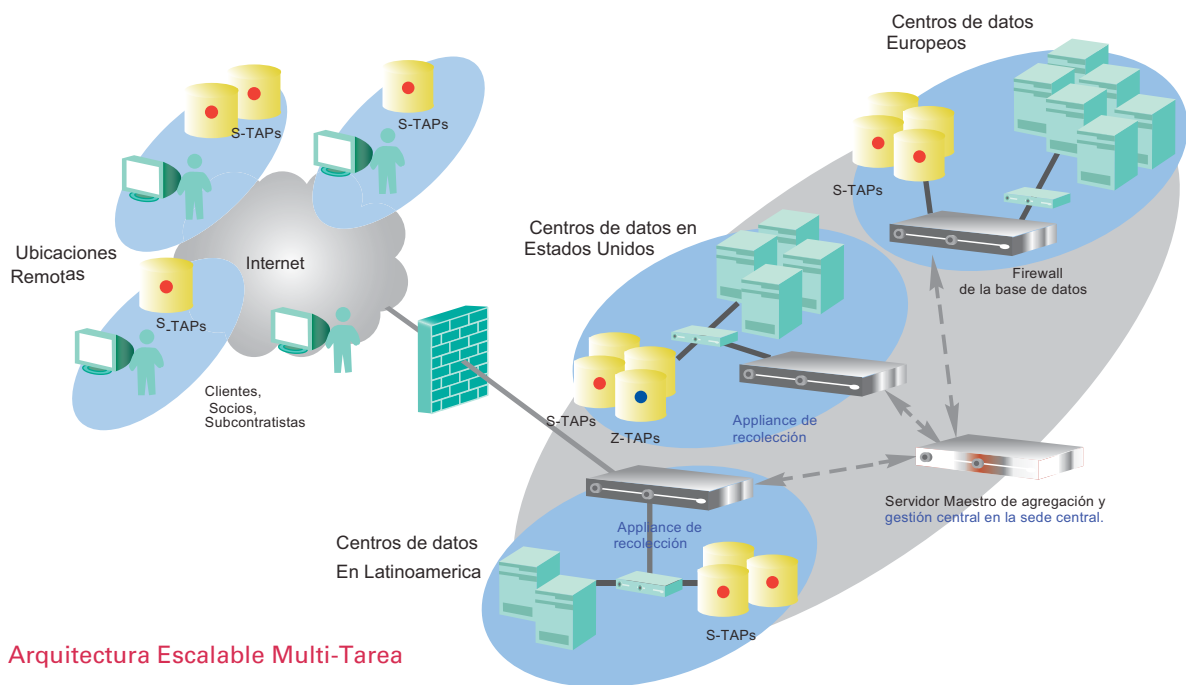 Centros de datos
Europeos
S-TAPs
S-TAPs
S-TAPs
Centros de datos en
Estados Unidos
Ubicaciones
Remotas
Internet
Firewall
de la base de datos
S-TAPs
Clientes,
Socios,
Subcontratistas
S-TAPs
Z-TAPs
Appliance de
recolección
Servidor Maestro de agregación y
gestión central en la sede central.
Appliance de
recolección
Centros de datos
En Latinoamerica
S-TAPs
Arquitectura Escalable Multi-Tarea